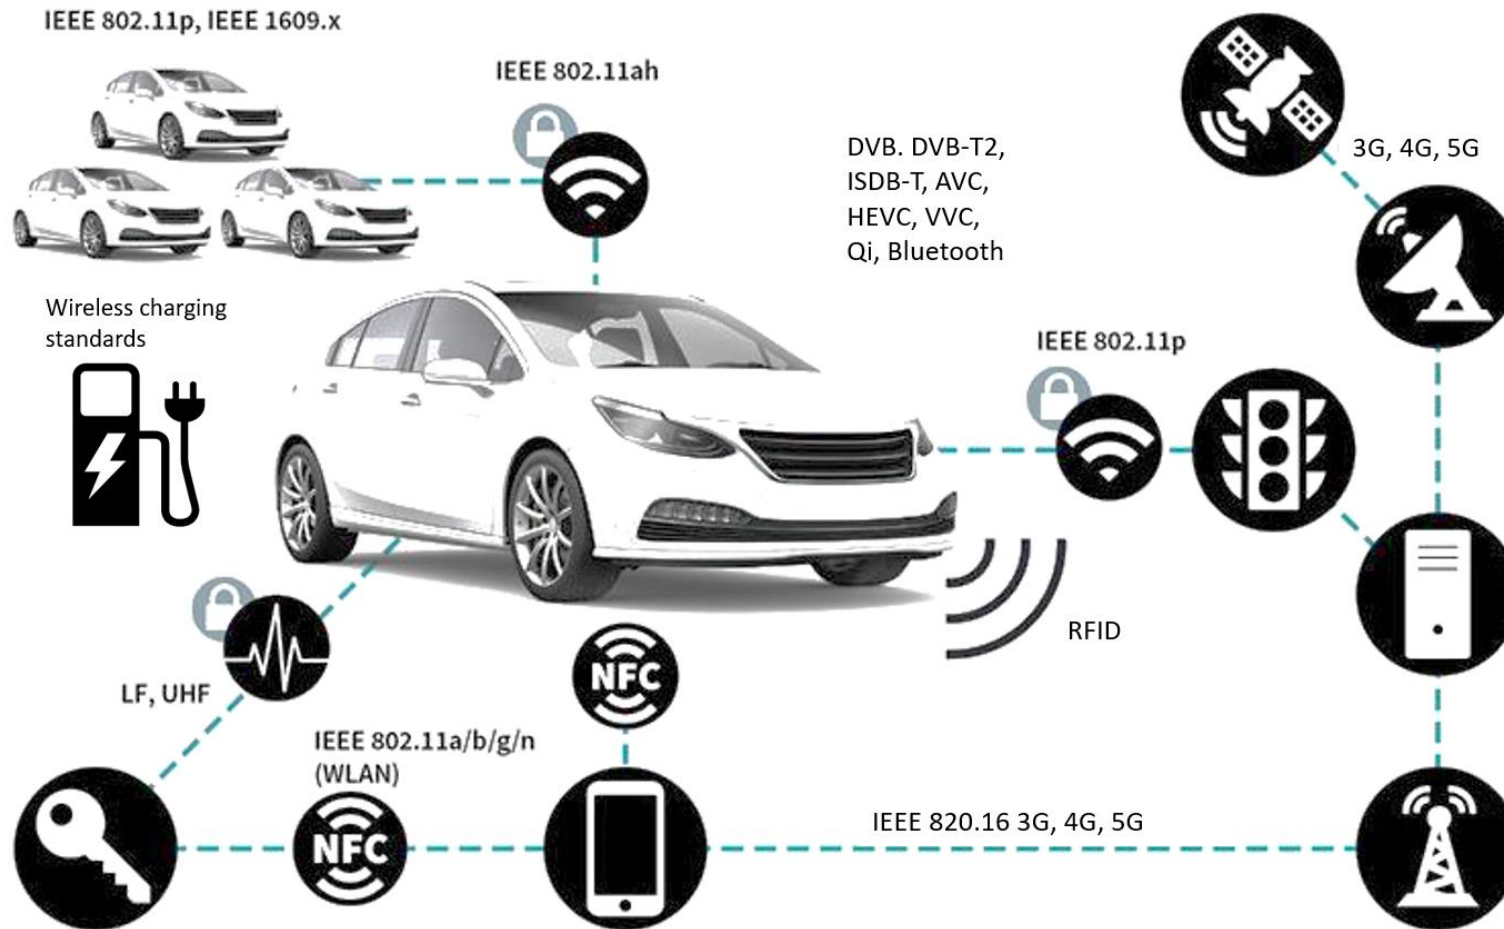 IEEE 802.11p, IEEE 1609.x
IEEE 802.11ah
DVB. DVB-T2,
ISDB-T, AVC,
HEVC, VVC,
Qi, Bluetooth
3G, 4G, 5G
Wireless charging
standards
IEEE 802.11p
RFID
LF, UHF
NFC
IEEE 802.11a/b/g/n
(WLAN)
NFC
IEEE 820.16 3G, 4G, 5G